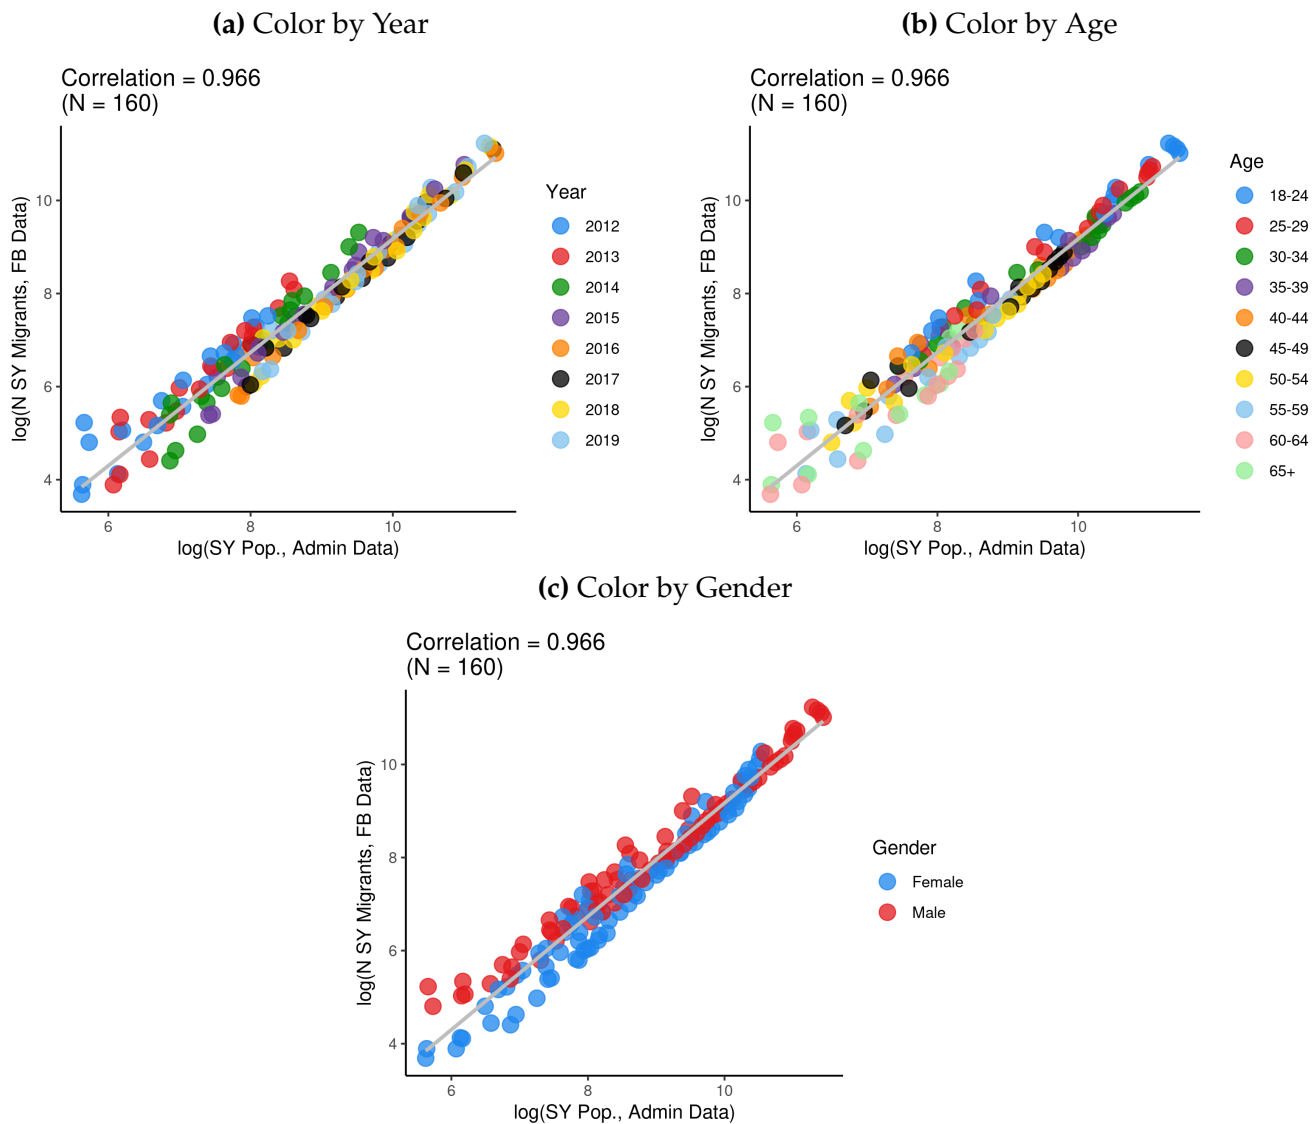 (a) Color by Year
Correlation = 0.966
(N = 160)
log(N SY Migrants, FB Data)
10
8
6
4
6 8 10
log(SY Pop., Admin Data)
Year
2012
2013
2014
2015
2016
2017
2018
2019
(b) Color by Age
Correlation = 0.966
(N = 160)
log(N SY Migrants, FB Data)
10
8
6
4
6 8 10
log(SY Pop., Admin Data)
Age
18-24
25-29
30-34
35-39
40-44
45-49
50-54
55-59
60-64
65+
(c) Color by Gender
Correlation = 0.966
(N = 160)
log(N SY Migrants, FB Data)
10
8
6
4
6 8 10
log(SY Pop., Admin Data)
Gender
Female
Male